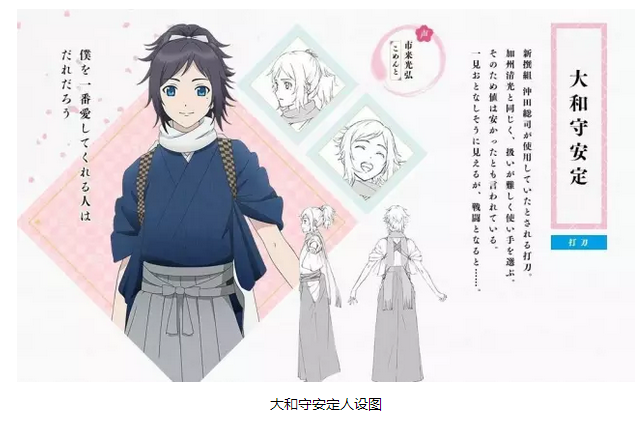 大和守安定
打刀
新撰組 沖田総司が使用していたとされる打刀。
加州清光と同じく、扱いが難しく使い手を選ぶ。
そのため値は安かったとも言われている。
一見おとなしそうに見えるが、戦闘となると……。
声
市来光弘
こめんと
僕を一番愛してくれる人は
だれだろう
大和守安定人设图